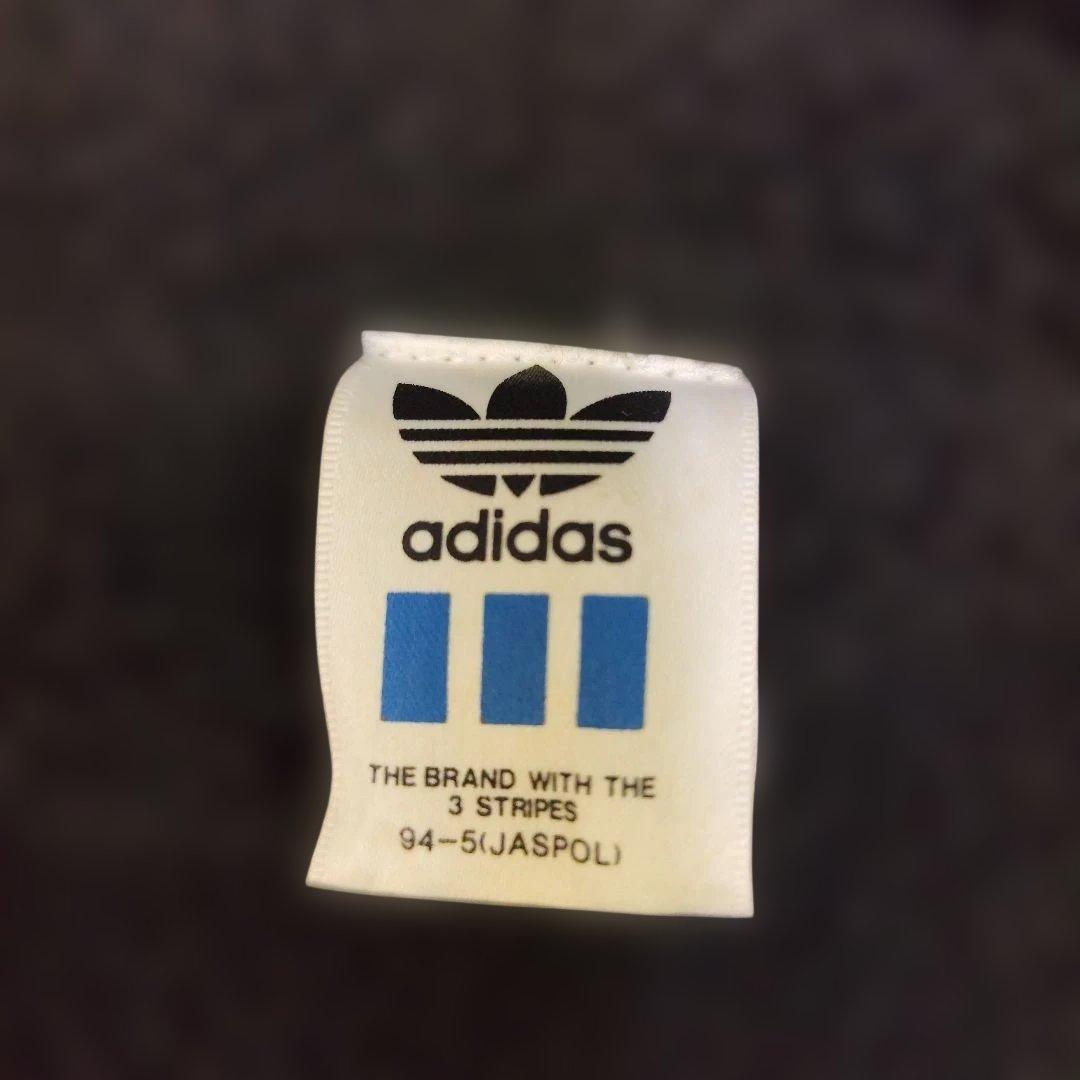 adidas
THE BRAND WITH THE
3 STRIPES
94-5(JASPOL)